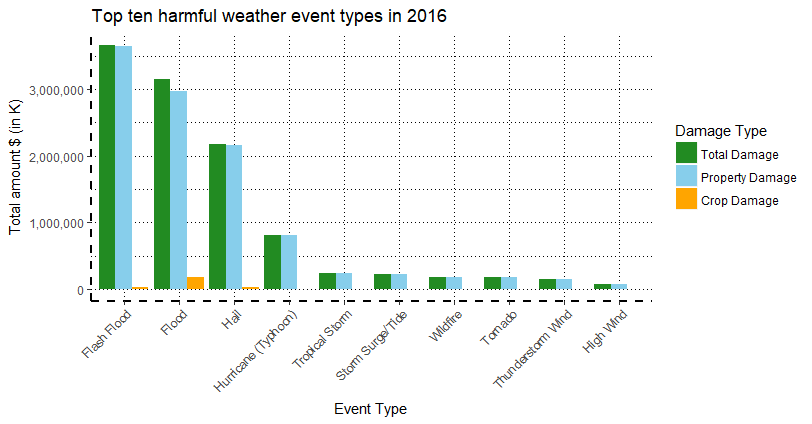 Top ten harmful weather event types in 2016
Total amount $ (in K)
3,000,000
2,000,000
1,000,000
0
Flash Flood
Flood
Hail
Hurricane (Typhoon)
Tropical Storm
Storm Surge/Tide
Wildfire
Tornado
Thunderstorm Wind
High Wind
Event Type
Damage Type
Total Damage
Property Damage
Crop Damage